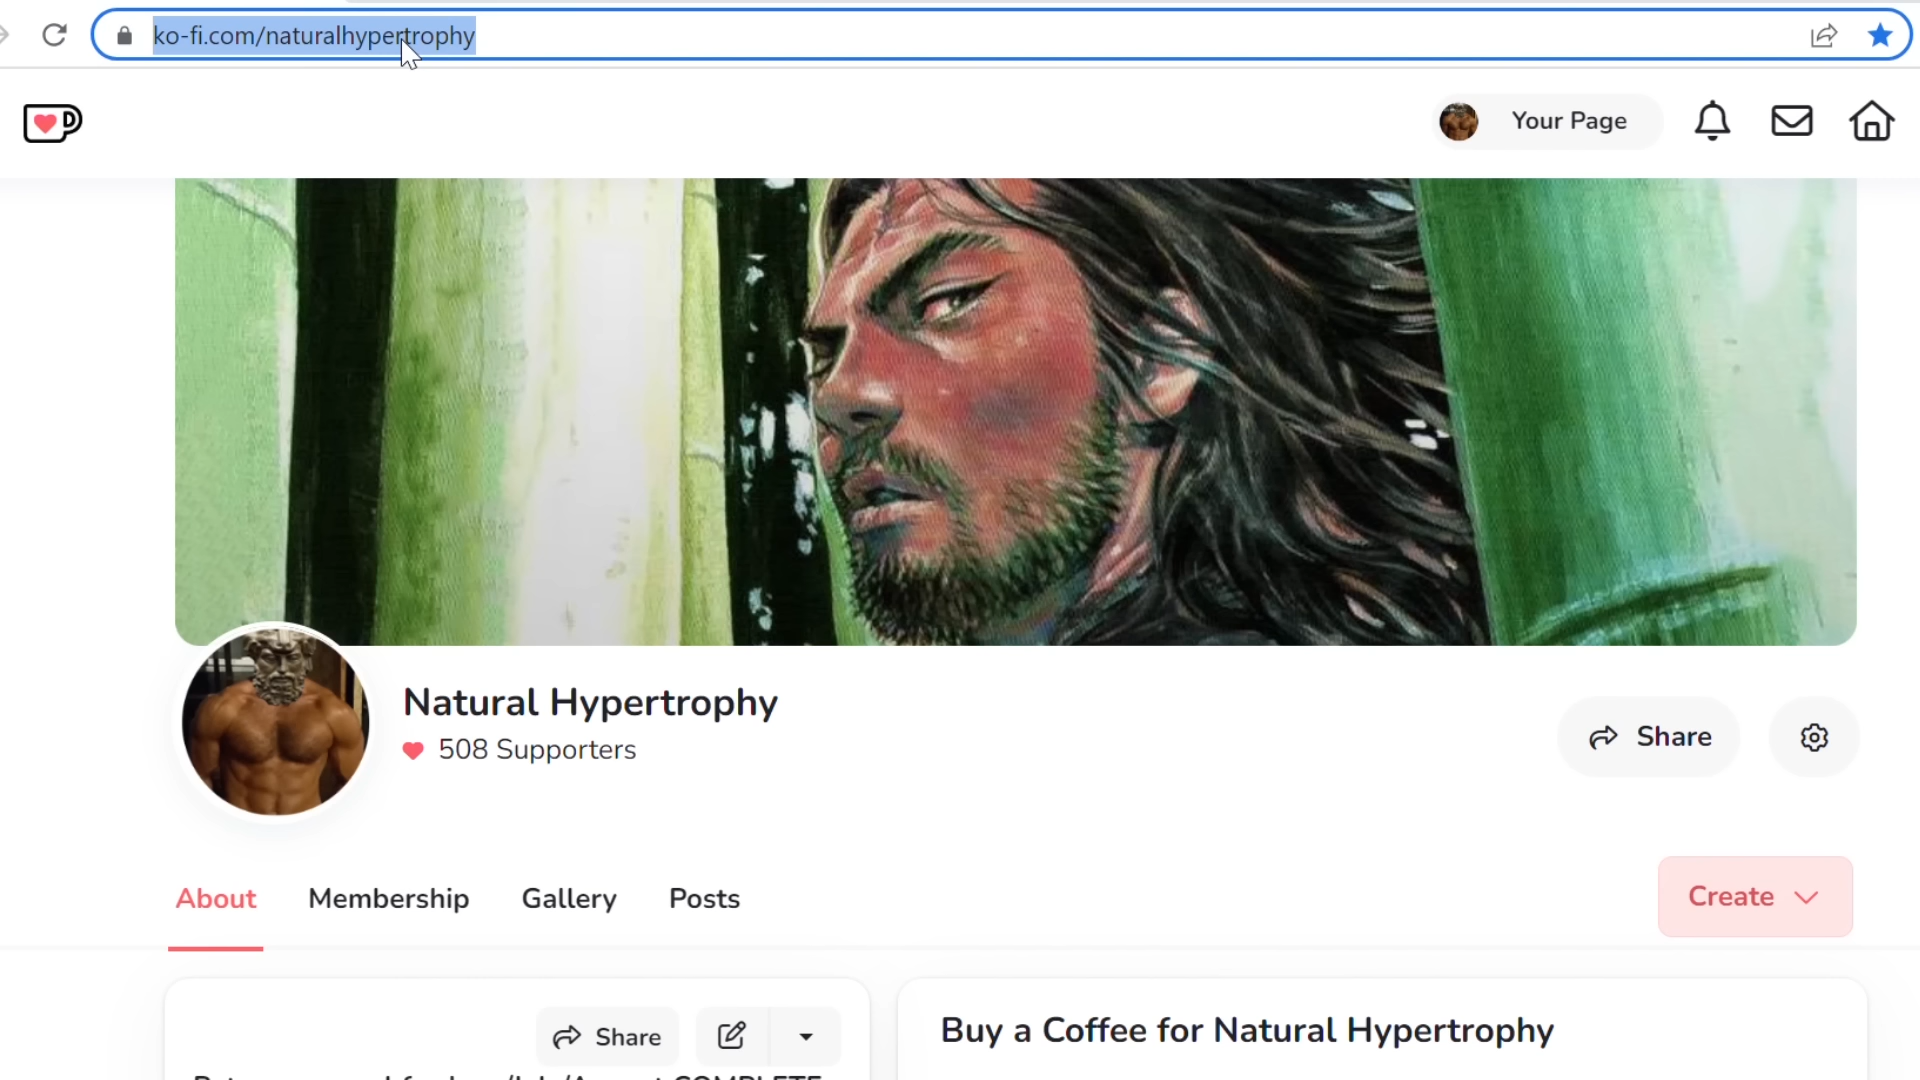 ko-fi.com/naturalhypertrophy
Your Page
Natural Hypertrophy
508 Supporters
Share
About Membership Gallery Posts
Create
Share
Buy a Coffee for Natural Hypertrophy
COMPLETE